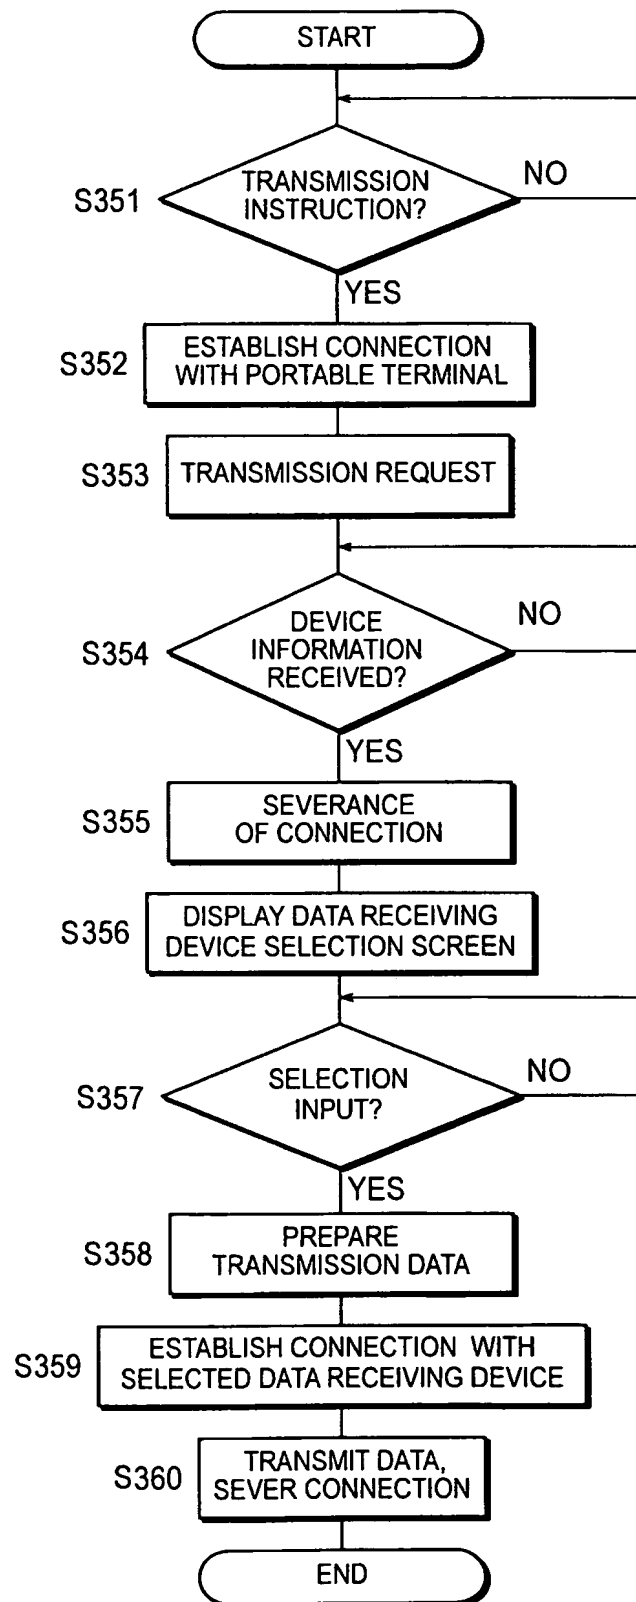 START
S351
TRANSMISSION
INSTRUCTION?
NO
YES
S352
ESTABLISH CONNECTION
WITH PORTABLE TERMINAL
S353
TRANSMISSION REQUEST
S354
DEVICE
INFORMATION
RECEIVED?
NO
YES
S355
SEVERANCE
OF CONNECTION
S356
DISPLAY DATA RECEIVING
DEVICE SELECTION SCREEN
S357
SELECTION
INPUT?
NO
YES
S358
PREPARE
TRANSMISSION DATA
S359
ESTABLISH CONNECTION WITH
SELECTED DATA RECEIVING DEVICE
S360
TRANSMIT DATA,
SEVER CONNECTION
END